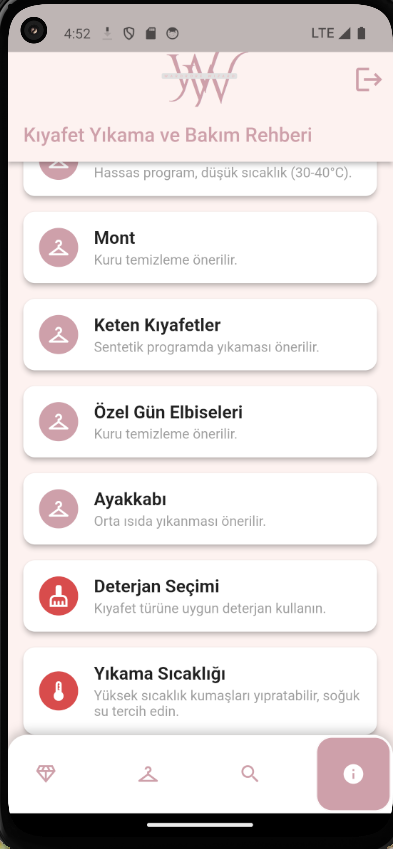 4:52
LTE
Kıyafet Yıkama ve Bakım Rehberi
Hassas program, düşük sıcaklık (30-40°C).
Mont
Kuru temizleme önerilir.
Keten Kıyafetler
Sentetik programda yıkaması önerilir.
Özel Gün Elbiseleri
Kuru temizleme önerilir.
Ayakkabı
Orta ısıda yıkanması önerilir.
Deterjan Seçimi
Kıyafet türüne uygun deterjan kullanın.
Yıkama Sıcaklığı
Yüksek sıcaklık kumaşları yıpratabilir, soğuk
su tercih edin.